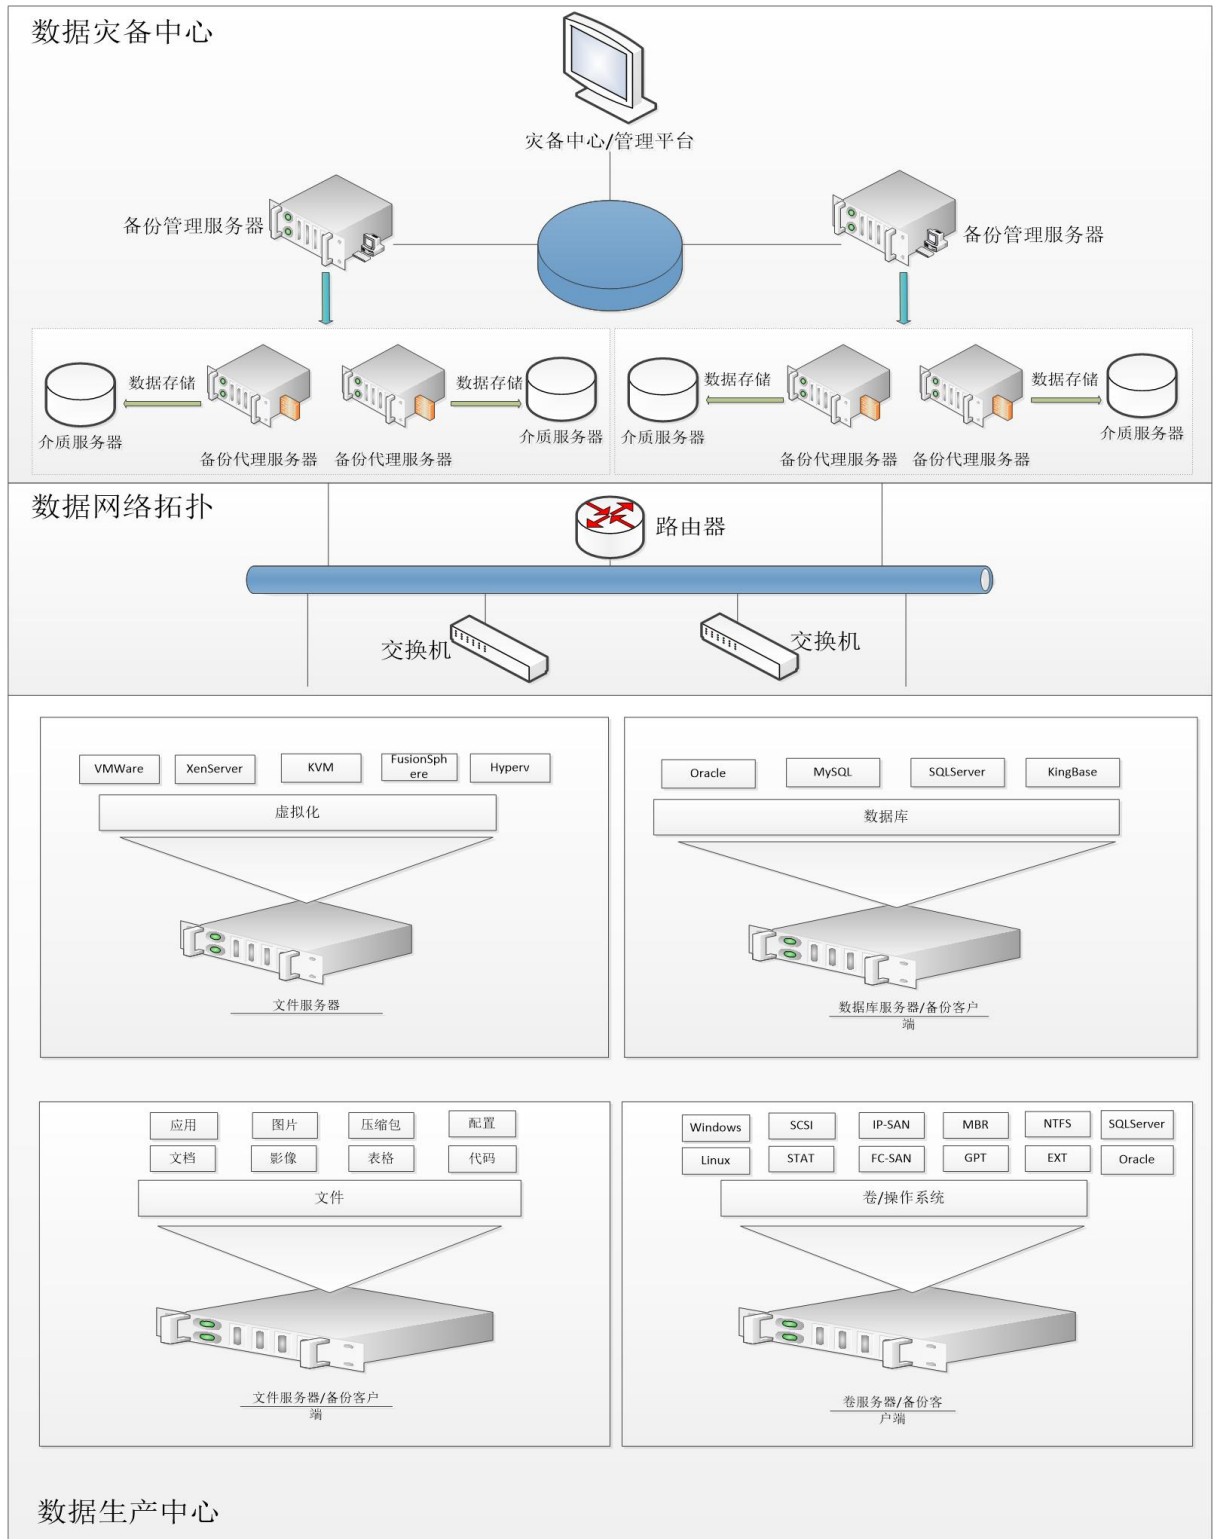 数据灾备中心
灾备中心/管理平台
备份管理服务器
备份管理服务器
数据存储
数据存储
数据存储
数据存储
介质服务器
介质服务器
介质服务器
介质服务器
备份代理服务器
备份代理服务器
备份代理服务器
备份代理服务器
数据网络拓扑
路由器
交换机
交换机
VMWare
XenServer
KVM
FusionSph
ere
Hyperv
虚拟化
文件服务器
Oracle
MySQL
SQLServer
KingBase
数据库
数据库服务器/备份客户
端
应用
图片
压缩包
配置
文档
影像
表格
代码
文件
文件服务器/备份客户
端
Windows
SCSI
IP-SAN
MBR
NTFS
SQLServer
Linux
STAT
FC-SAN
GPT
EXT
Oracle
卷/操作系统
卷服务器/备份客
户端
数据生产中心